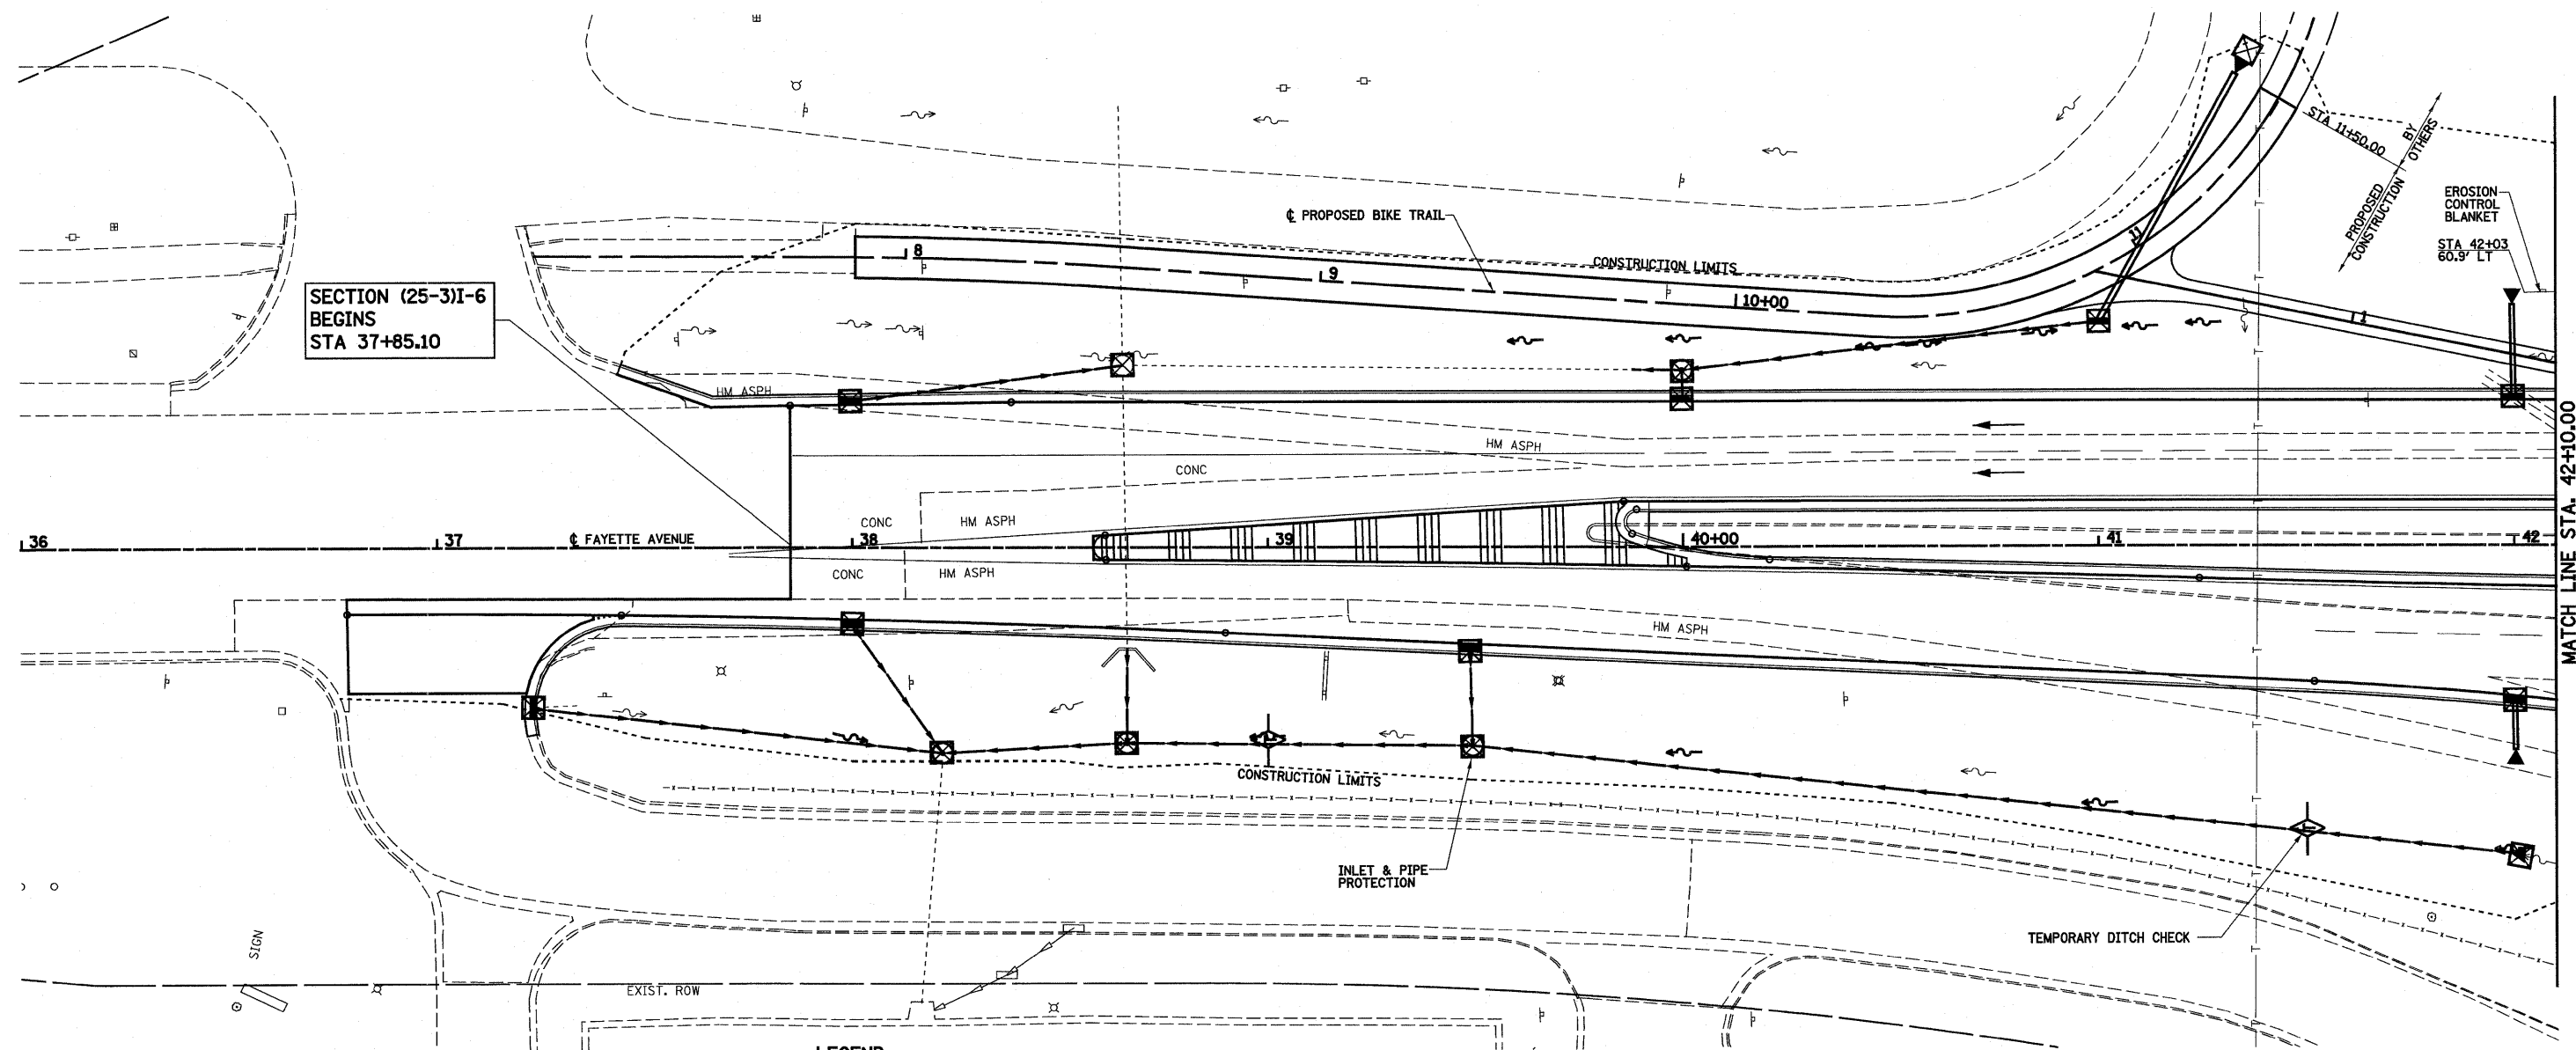 STA 11+50.00
BY
OTHERS
PROPOSED
CONSTRUCTION
EROSION
CONTROL
BLANKET
STA 42+03
60.9' LT
℄ PROPOSED BIKE TRAIL
CONSTRUCTION LIMITS
8
9
10+00
11
1
SECTION (25-3)I-6
BEGINS
STA 37+85.10
HM ASPH
HM ASPH
CONC
CONC
HM ASPH
36
37
℄ FAYETTE AVENUE
38
39
40+00
41
42
CONC
HM ASPH
HM ASPH
MATCH LINE STA. 42+10.00
CONSTRUCTION LIMITS
INLET & PIPE
PROTECTION
TEMPORARY DITCH CHECK
SIGN
EXIST. ROW
LEGEND